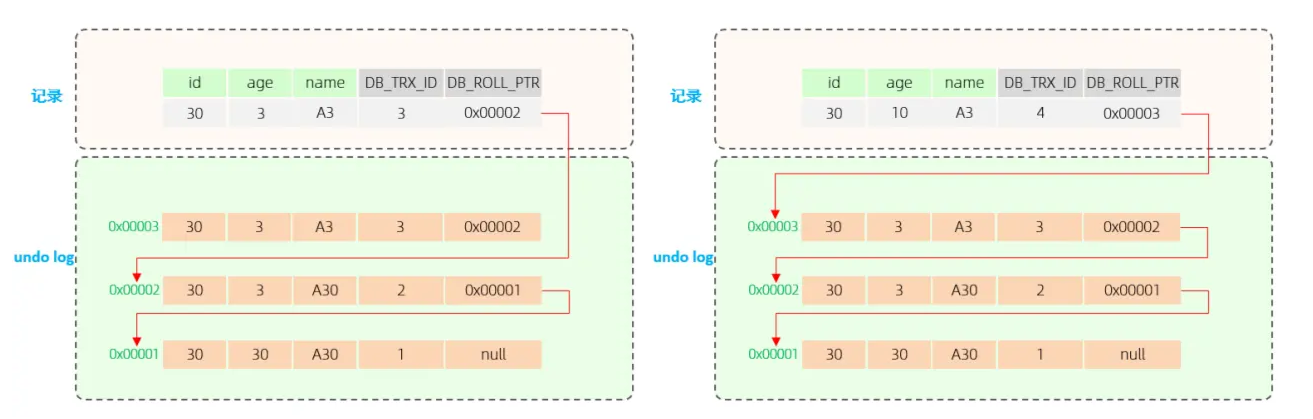 id age name DB_TRX_ID DB_ROLL_PTR
记录
30 3 A3 3 0x00002
0x00003 30 3 A3 3 0x00002
undo log
0x00002 30 3 A30 2 0x00001
0x00001 30 30 A30 1 null
id age name DB_TRX_ID DB_ROLL_PTR
记录
30 10 A3 4 0x00003
0x00003 30 3 A3 3 0x00002
undo log
0x00002 30 3 A30 2 0x00001
0x00001 30 30 A30 1 null